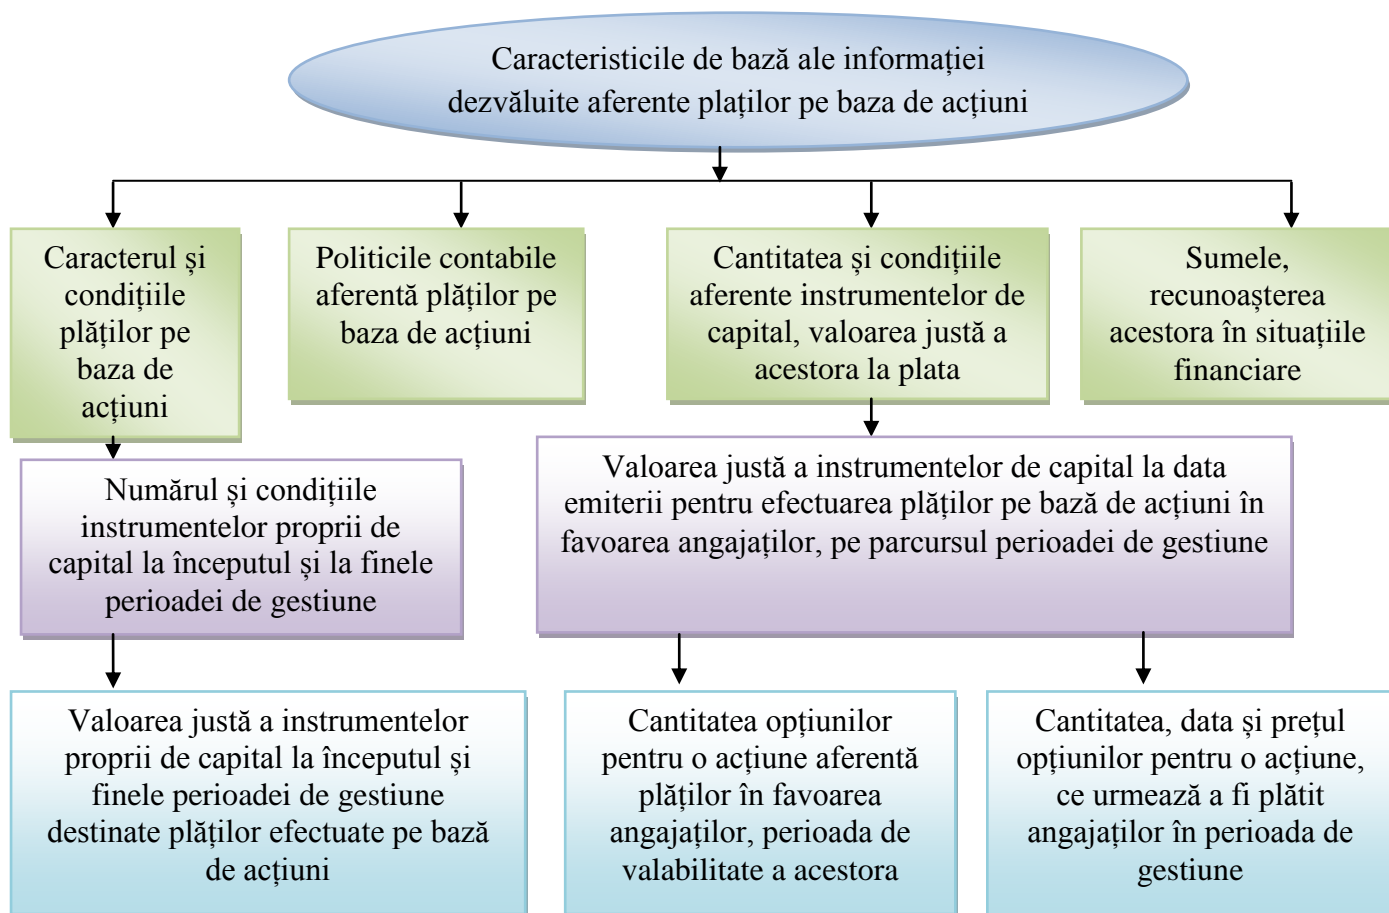 Caracteristicile de bază ale informației
dezvăluite aferente plaților pe baza de acțiuni
Caracterul și
condițiile
plăților pe
baza de
acțiuni
Politicile contabile
aferentă plăților pe
baza de acțiuni
Cantitatea și condițiile
aferente instrumentelor de
capital, valoarea justă a
acestora la plata
Sumele,
recunoașterea
acestora în situațiile
financiare
Numărul și condițiile
instrumentelor proprii de
capital la începutul și la finele
perioadei de gestiune
Valoarea justă a instrumentelor de capital la data
emiterii pentru efectuarea plăților pe bază de acțiuni în
favoarea angajaților, pe parcursul perioadei de gestiune
Valoarea justă a instrumentelor
proprii de capital la începutul și
finele perioadei de gestiune
destinate plăților efectuate pe bază
de acțiuni
Cantitatea opțiunilor
pentru o acțiune aferentă
plăților în favoarea
angajaților, perioada de
valabilitate a acestora
Cantitatea, data și prețul
opțiunilor pentru o acțiune,
ce urmează a fi plătit
angajaților în perioada de
gestiune